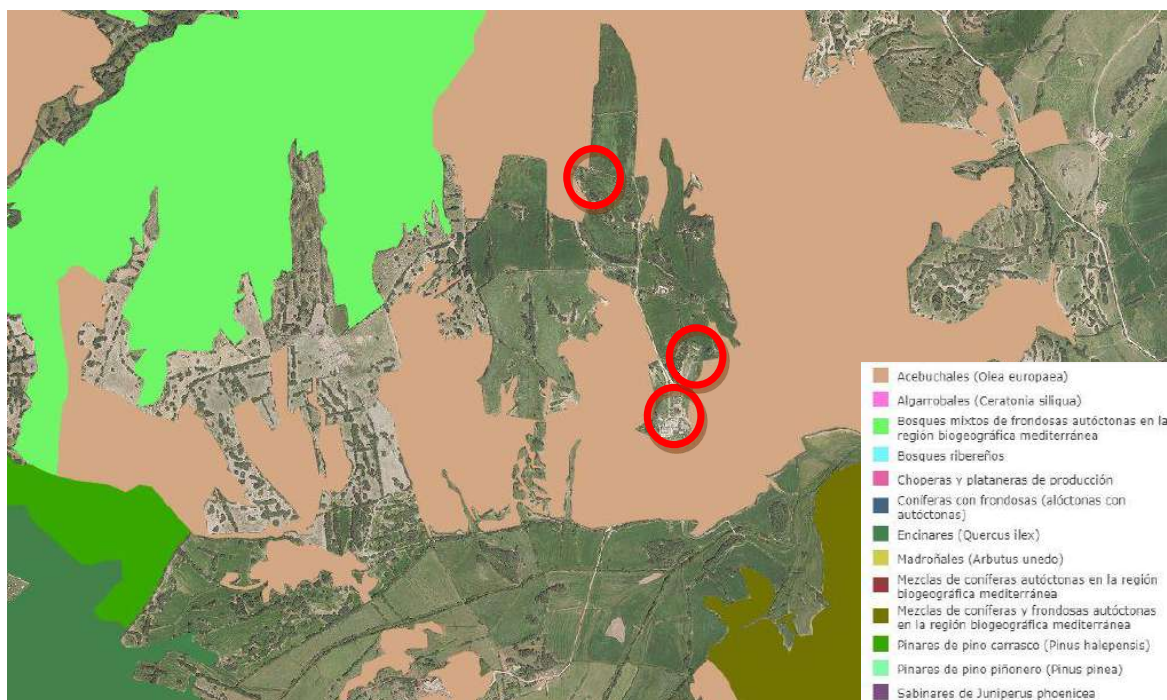 Acebuchales (Olea europaea)
Algarrobales (Ceratonia siliqua)
Bosques mixtos de frondosas autóctonas en la
región biogeográfica mediterránea
Bosques ribereños
Choperas y plataneras de producción
Coníferas con frondosas (alóctonas con
autóctonas)
Encinares (Quercus ilex)
Madroñales (Arbutus unedo)
Mezclas de coníferas autóctonas en la región
biogeográfica mediterránea
Mezclas de coníferas y frondosas autóctonas
en la región biogeográfica mediterránea
Pinares de pino carrasco (Pinus halepensis)
Pinares de pino piñonero (Pinus pinea)
Sabinares de Juniperus phoenicea